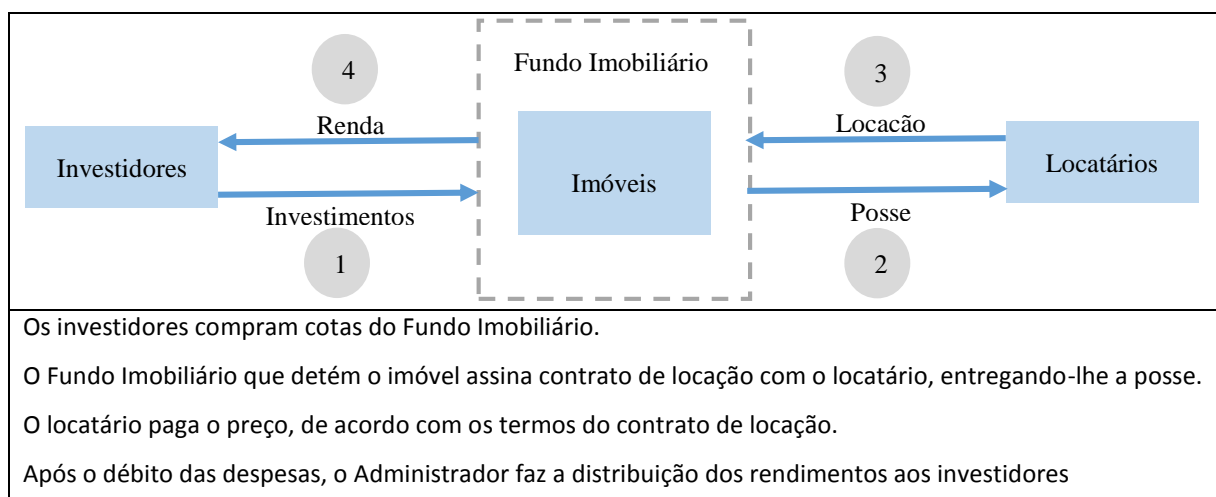 4
Fundo Imobiliário
3
Renda
Locacão
Investidores
Imóveis
Locatários
Investimentos
Posse
1
2
Os investidores compram cotas do Fundo Imobiliário.
O Fundo Imobiliário que detém o imóvel assina contrato de locação com o locatário, entregando-lhe a posse.
O locatário paga o preço, de acordo com os termos do contrato de locação.
Após o débito das despesas, o Administrador faz a distribuição dos rendimentos aos investidores